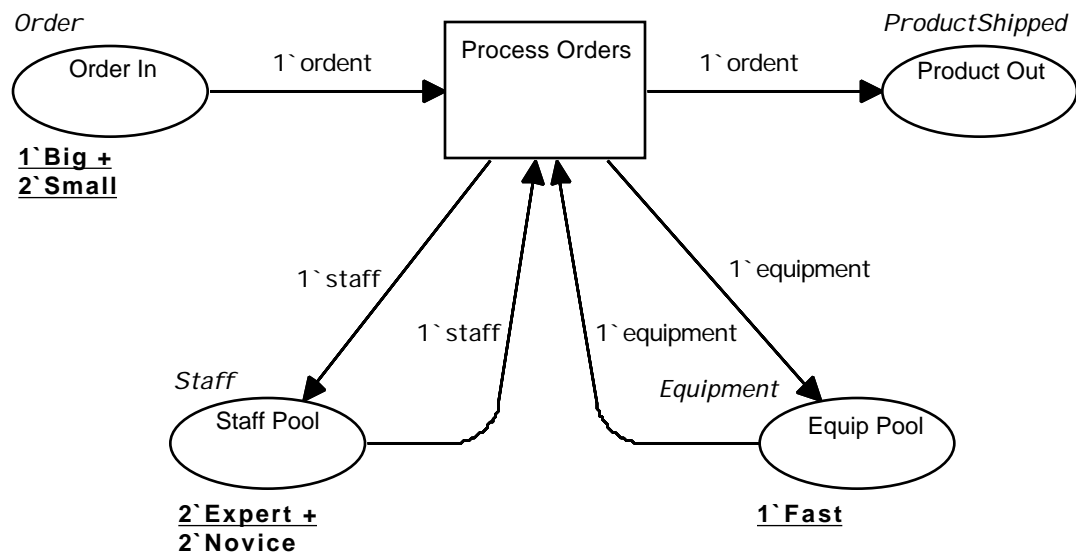 Order
Order In
1`Big +
2`Small
1`ordent
Process Orders
1`ordent
ProductShipped
Product Out
1`staff
1`staff
1`equipment
1`equipment
Staff
Staff Pool
2`Expert +
2`Novice
Equipment
Equip Pool
1`Fast